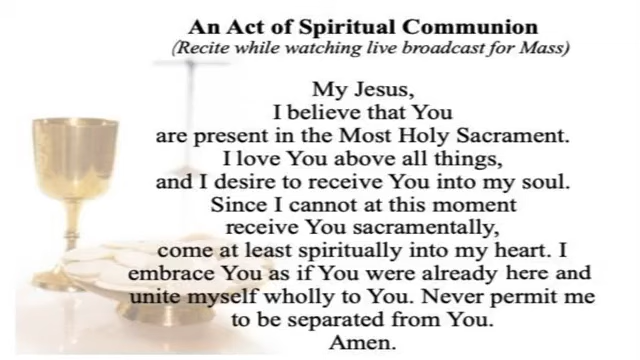 An Act of Spiritual Communion
(Recite while watching live broadcast for Mass)
My Jesus,
I believe that You
are present in the Most Holy Sacrament.
I love You above all things,
and I desire to receive You into my soul.
Since I cannot at this moment
receive You sacramentally,
come at least spiritually into my heart. I
embrace You as if You were already here and
unite myself wholly to You. Never permit me
to be separated from You.
Amen.